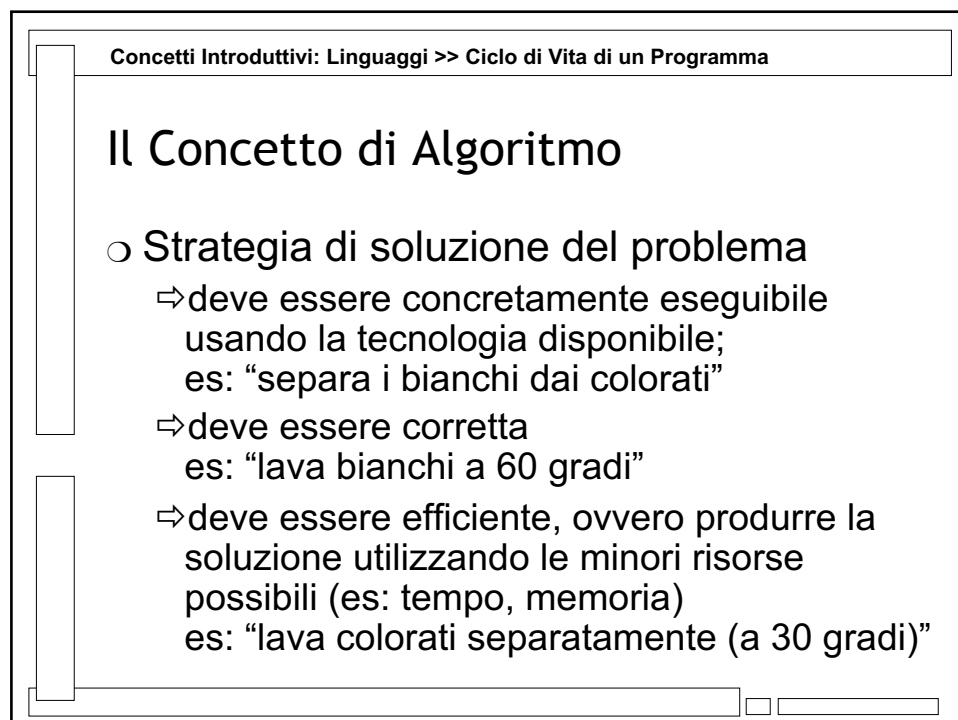 Concetti Introduttivi: Linguaggi >> Ciclo di Vita di un Programma
Il Concetto di Algoritmo
❍ Strategia di soluzione del problema
⇨deve essere concretamente eseguibile
usando la tecnologia disponibile;
es: “separa i bianchi dai colorati”
⇨deve essere corretta
es: “lava bianchi a 60 gradi”
⇨deve essere efficiente, ovvero produrre la
soluzione utilizzando le minori risorse
possibili (es: tempo, memoria)
es: “lava colorati separatamente (a 30 gradi)”